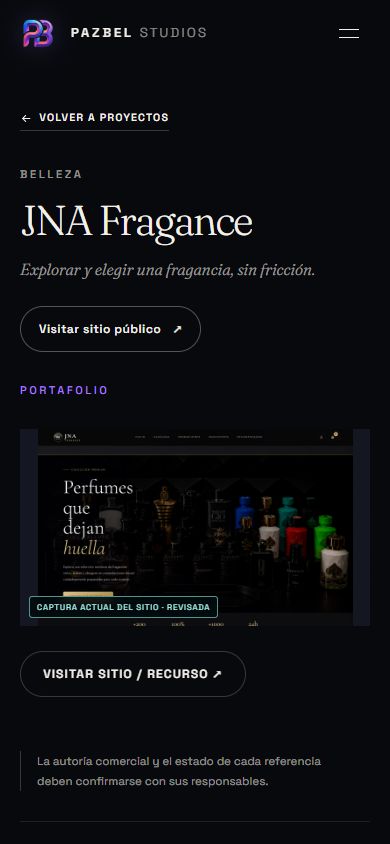 PAZBEL STUDIOS
← VOLVER A PROYECTOS
BELLEZA
JNA Fragance
Explorar y elegir una fragancia, sin fricción.
Visitar sitio público ↗
PORTAFOLIO
JNA
Perfumes
que
dejan
huella
CAPTURA ACTUAL DEL SITIO · REVISADA
+200 100% +1000 24h
VISITAR SITIO / RECURSO ↗
La autoría comercial y el estado de cada referencia
deben confirmarse con sus responsables.